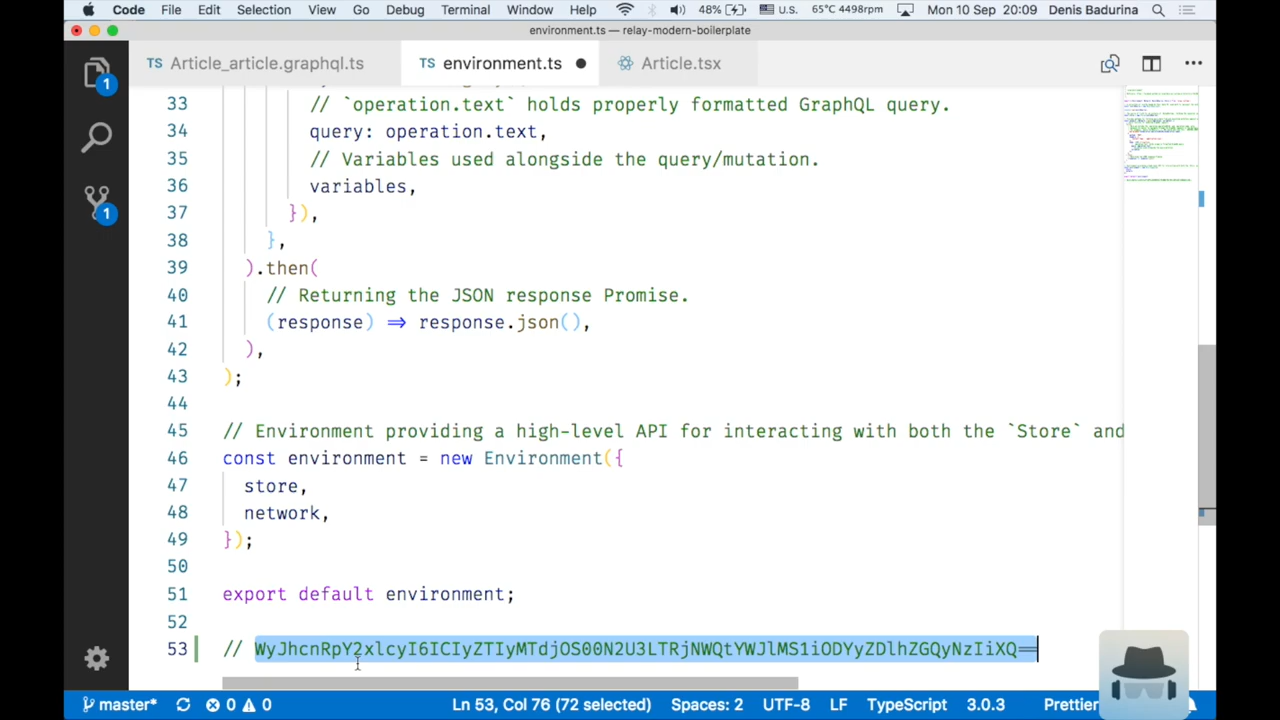 Code File Edit Selection View Go Debug Terminal Window Help 48% U.S. 65°C 4498rpm Mon 10 Sep 20:09 Denis Badurina
environment.ts — relay-modern-boilerplate
TS Article_article.graphql.ts TS environment.ts Article.tsx
1
1
33 // `operation.text` holds properly formatted GraphQL query.
34 query: operation.text,
35 // Variables used alongside the query/mutation.
36 variables,
37 }),
38 },
39 ).then(
40 // Returning the JSON response Promise.
41 (response) => response.json(),
42 ),
43 );
44
45 // Environment providing a high-level API for interacting with both the `Store` and
46 const environment = new Environment({
47 store,
48 network,
49 });
50
51 export default environment;
52
53 // WyJhcnRpY2xlcyI6ICIyZTIyMTdjOS00N2U3LTRjNWQtYWJlMS1iODYyZDlhZGQyNzIiXQ==
master* 0 0 Ln 53, Col 76 (72 selected) Spaces: 2 UTF-8 LF TypeScript 3.0.3 Prettier